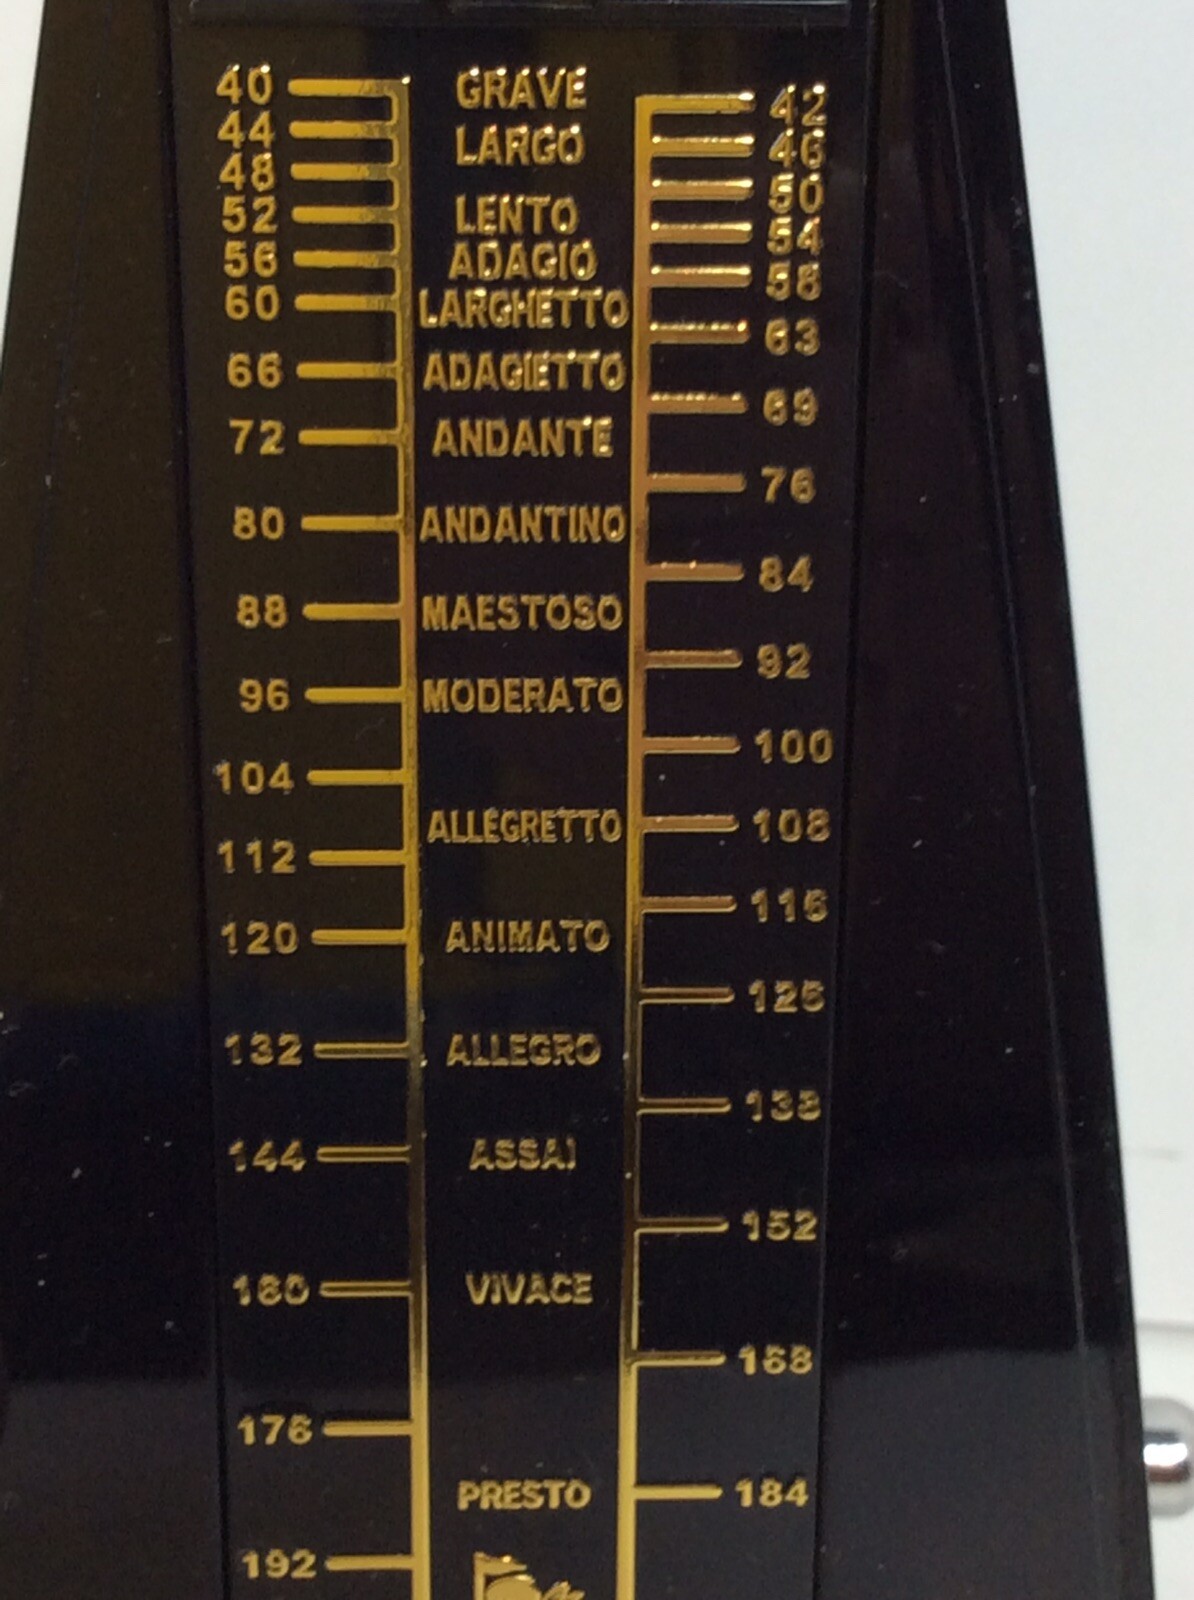 40 GRAVE 42
44 LARGO 46
48 50
52 LENTO 54
56 ADAGIO 58
60 LARGHETTO 63
66 ADAGIETTO 69
72 ANDANTE 76
80 ANDANTINO 84
88 MAESTOSO 92
96 MODERATO 100
104 ALLEGRETTO 108
112 116
120 ANIMATO 126
132 ALLEGRO 138
144 ASSAI 152
160 VIVACE 168
176 PRESTO 184
192